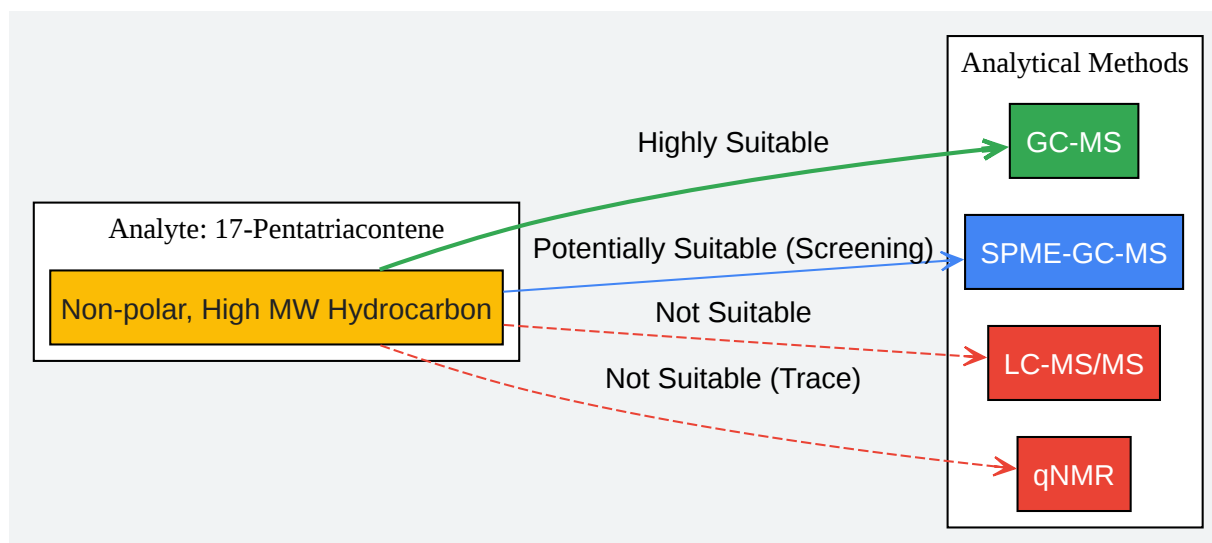 Analytical Methods
Highly Suitable
GC-MS
Analyte: 17-Pentatriacontene
Potentially Suitable (Screening)
SPME-GC-MS
Non-polar, High MW Hydrocarbon
Not Suitable
LC-MS/MS
Not Suitable (Trace)
qNMR